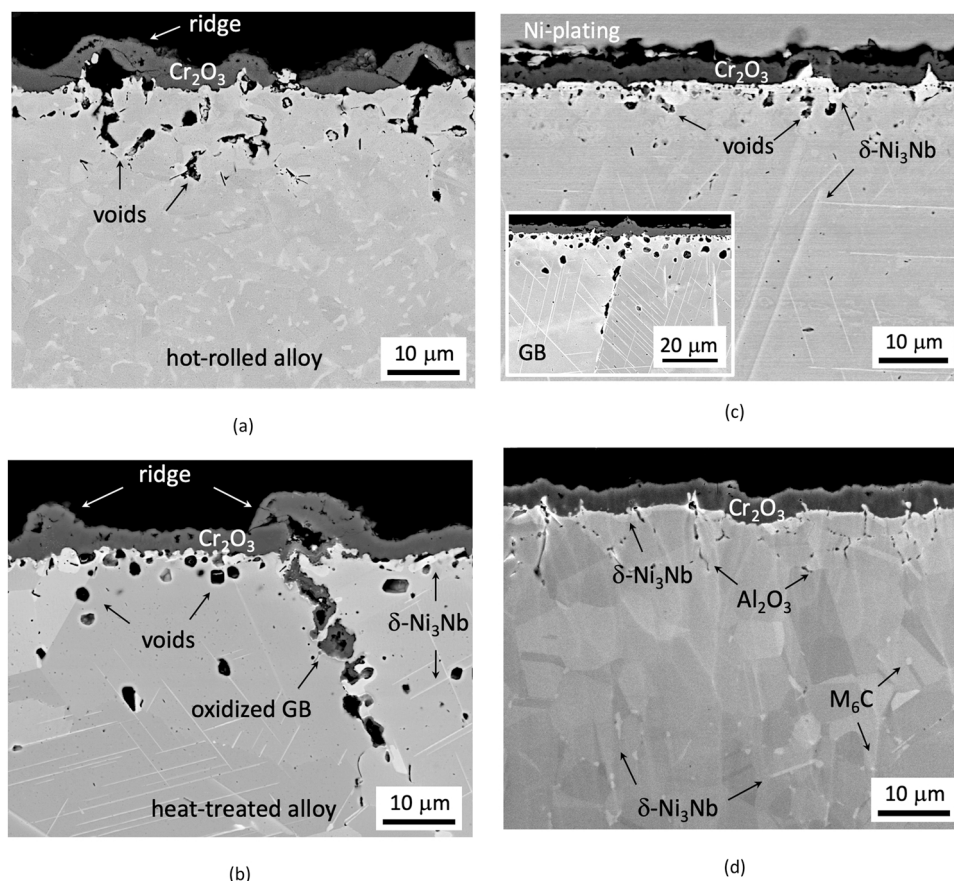 ridge
Cr₂O₃
voids
hot-rolled alloy
10 μm
(a)
Ni-plating
Cr₂O₃
voids
δ-Ni₃Nb
GB
20 μm
10 μm
(c)
ridge
Cr₂O₃
δ-Ni₃Nb
voids
oxidized GB
heat-treated alloy
10 μm
(b)
Cr₂O₃
δ-Ni₃Nb
Al₂O₃
M₆C
δ-Ni₃Nb
10 μm
(d)